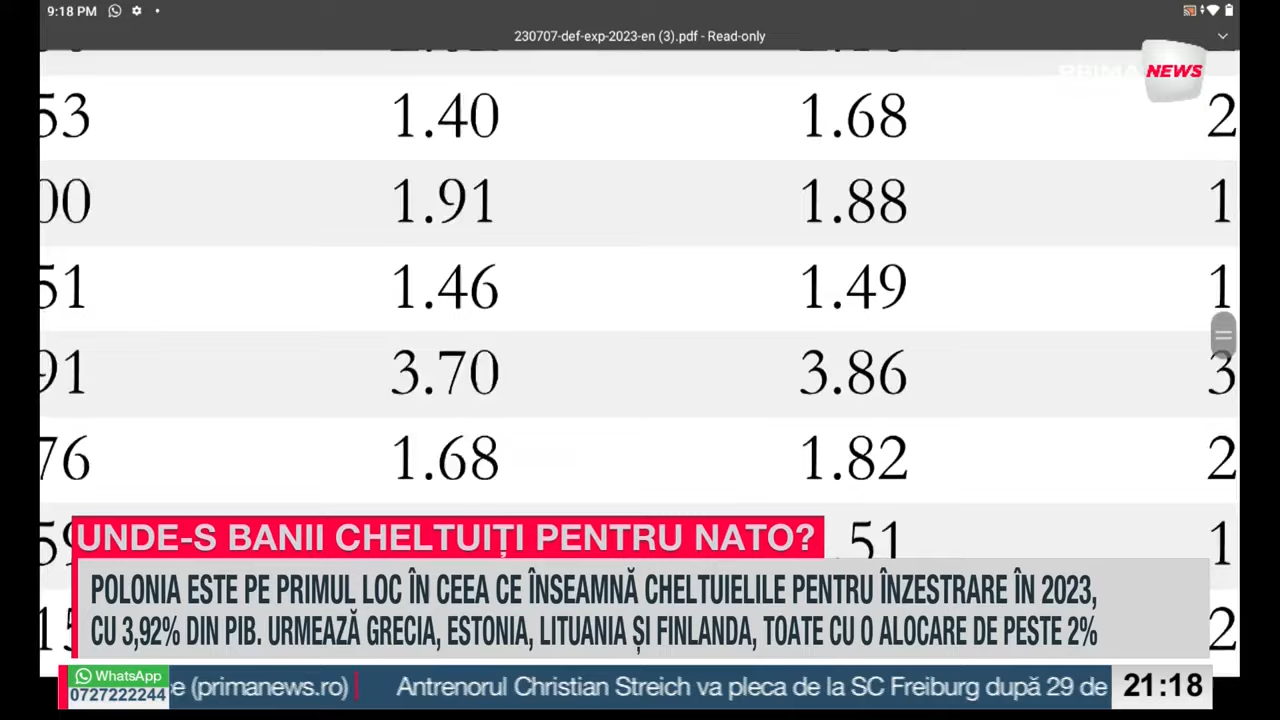 9:18 PM
230707-def-exp-2023-en (3).pdf - Read-only
PRIMA NEWS
53 1.40 1.68 2
00 1.91 1.88 1
51 1.46 1.49 1
91 3.70 3.86 3
76 1.68 1.82 2
.51 1
UNDE-S BANII CHELTUIȚI PENTRU NATO?
2
POLONIA ESTE PE PRIMUL LOC ÎN CEEA CE ÎNSEAMNĂ CHELTUIELILE PENTRU ÎNZESTRARE ÎN 2023,
CU 3,92% DIN PIB. URMEAZĂ GRECIA, ESTONIA, LITUANIA ȘI FINLANDA, TOATE CU O ALOCARE DE PESTE 2%
WhatsApp
0727222244
e (primanews.ro) Antrenorul Christian Streich va pleca de la SC Freiburg după 29 de
21:18